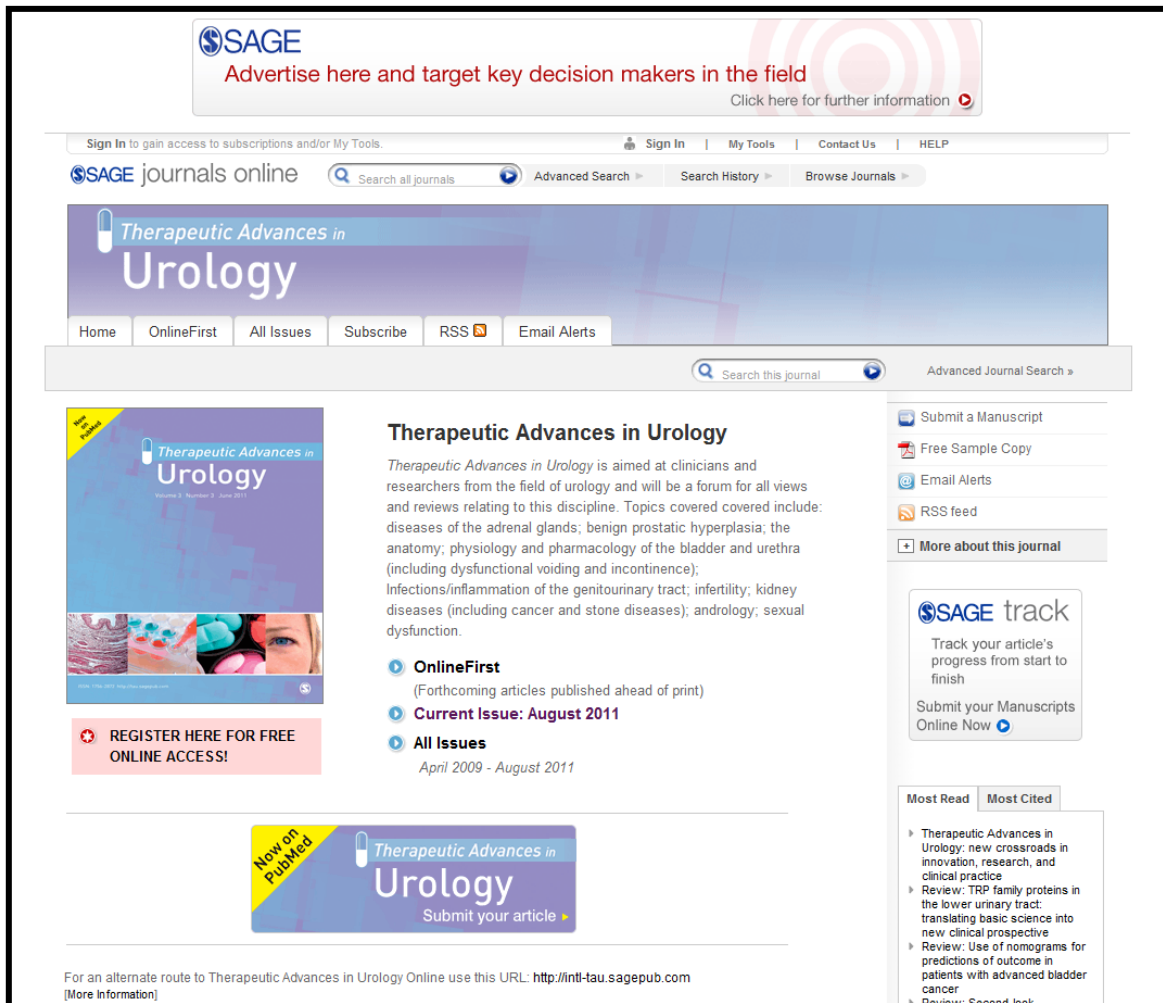 SAGE
Advertise here and target key decision makers in the field
Click here for further information
Sign In to gain access to subscriptions and/or My Tools.
Sign In | My Tools | Contact Us | HELP
SAGE journals online
Search all journals
Advanced Search
Search History
Browse Journals
Therapeutic Advances in
Urology
Home
OnlineFirst
All Issues
Subscribe
RSS
Email Alerts
Search this journal
Advanced Journal Search »
Now on PubMed
Therapeutic Advances in
Urology
Volume 3 Number 3 June 2011
REGISTER HERE FOR FREE
ONLINE ACCESS!
Therapeutic Advances in Urology
Therapeutic Advances in Urology is aimed at clinicians and
researchers from the field of urology and will be a forum for all views
and reviews relating to this discipline. Topics covered covered include:
diseases of the adrenal glands; benign prostatic hyperplasia; the
anatomy; physiology and pharmacology of the bladder and urethra
(including dysfunctional voiding and incontinence);
Infections/inflammation of the genitourinary tract; infertility; kidney
diseases (including cancer and stone diseases); andrology; sexual
dysfunction.
OnlineFirst
(Forthcoming articles published ahead of print)
Current Issue: August 2011
All Issues
April 2009 - August 2011
Submit a Manuscript
Free Sample Copy
Email Alerts
RSS feed
More about this journal
SAGE track
Track your article's
progress from start to
finish
Submit your Manuscripts
Online Now
Most Read
Most Cited
Therapeutic Advances in
Urology: new crossroads in
innovation, research, and
clinical practice
Review: TRP family proteins in
the lower urinary tract:
translating basic science into
new clinical prospective
Review: Use of nomograms for
predictions of outcome in
patients with advanced bladder
cancer
Review: Second-look
Now on
PubMed
Therapeutic Advances in
Urology
Submit your article
For an alternate route to Therapeutic Advances in Urology Online use this URL: http://intl-tau.sagepub.com
[More Information]